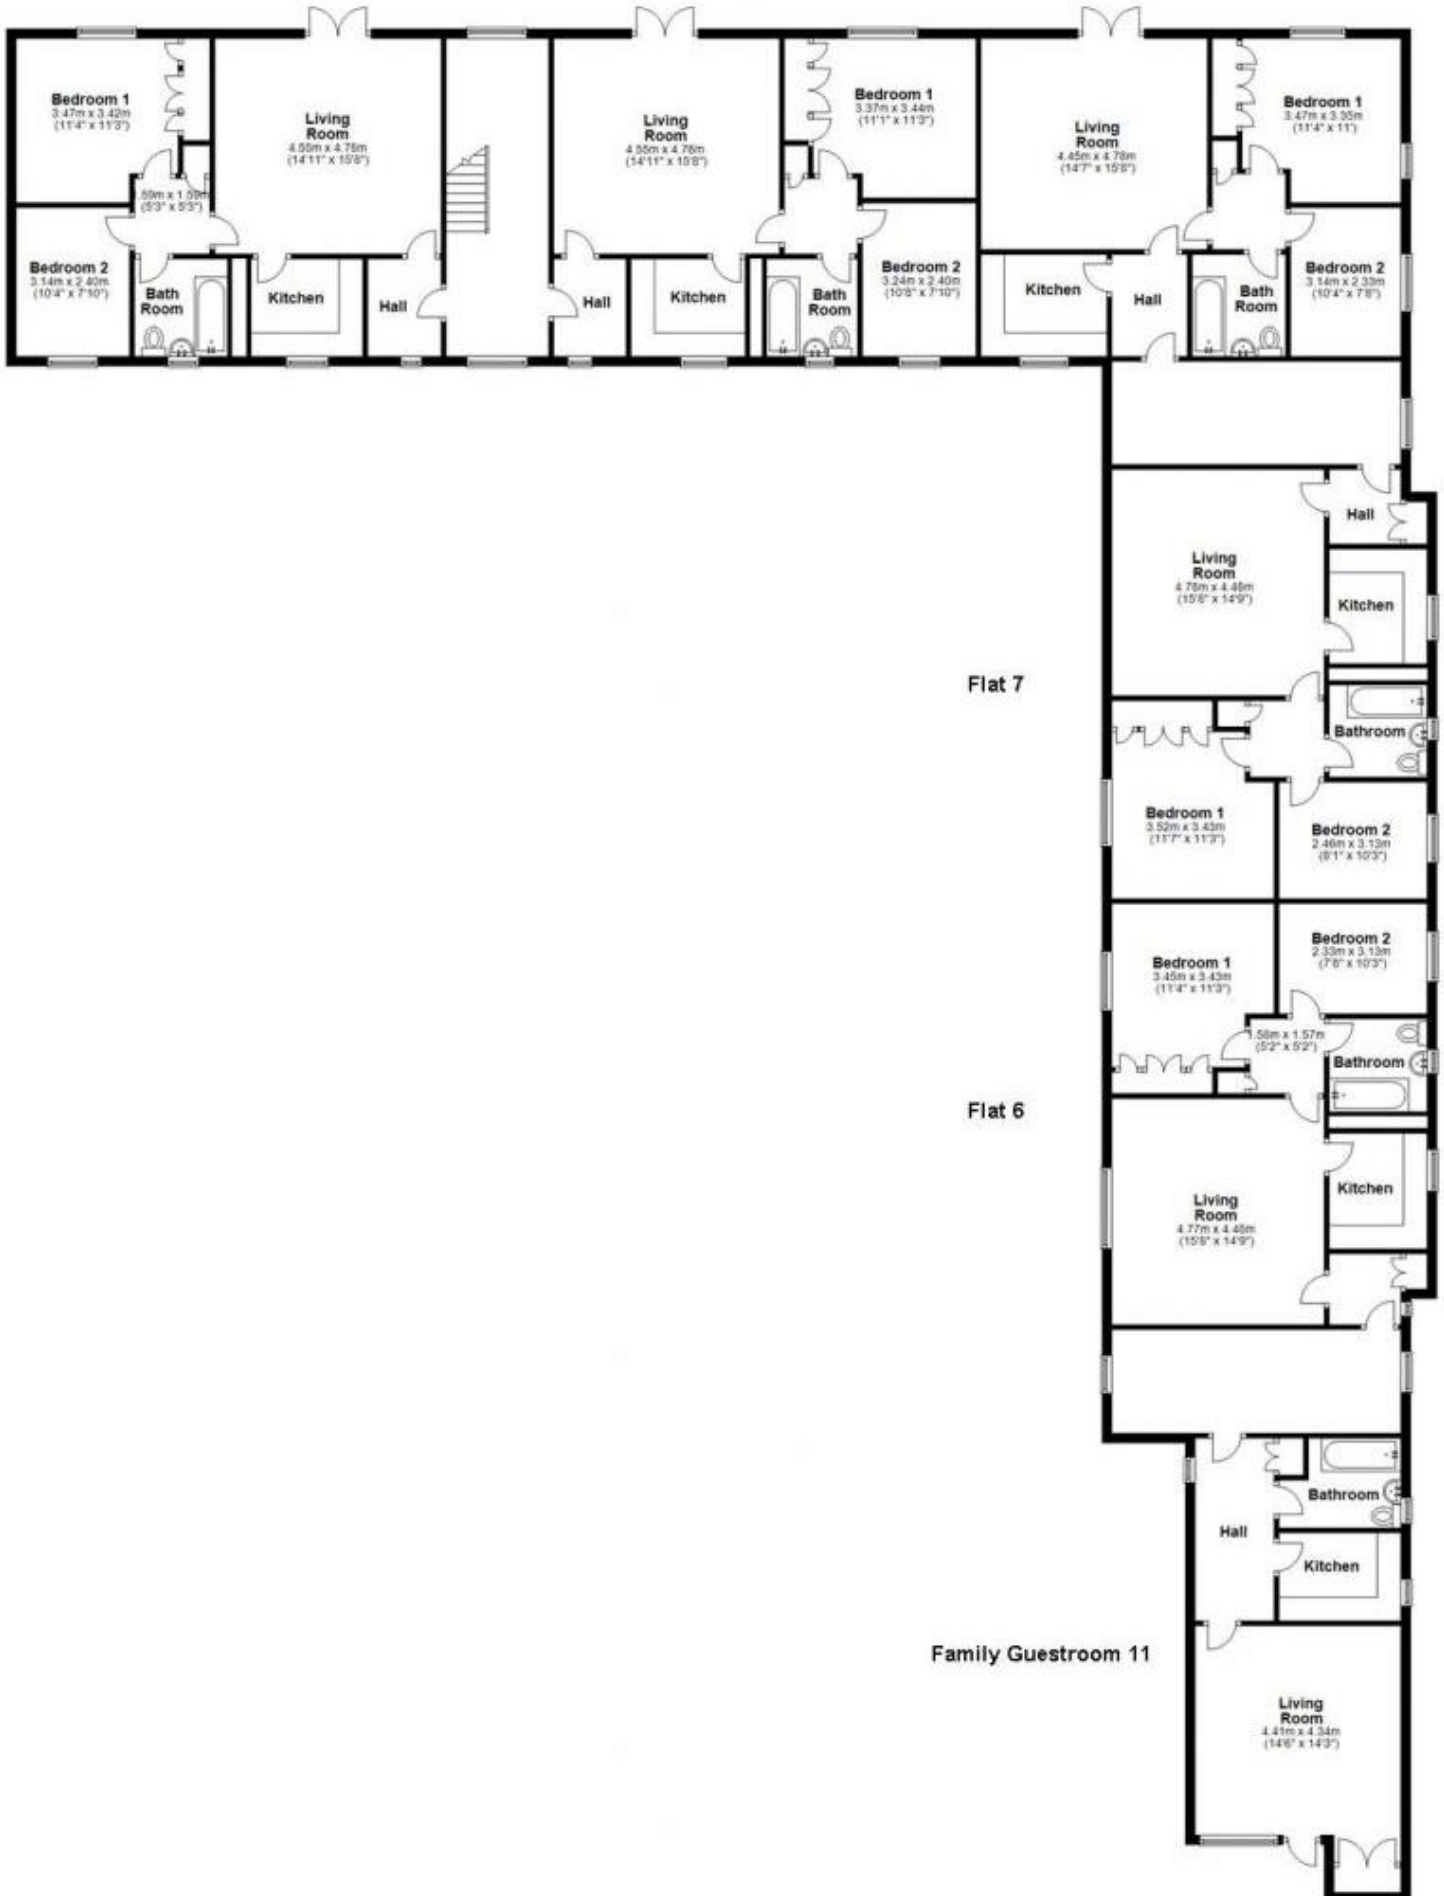 Bedroom 1
3.47m x 3.42m
(11'4" x 11'3")
Living
Room
4.55m x 4.78m
(14'11" x 15'8")
.59m x 1.59m
(5'3" x 5'3")
Bedroom 2
3.14m x 2.40m
(10'4" x 7'10")
Bath
Room
Kitchen
Hall
Living
Room
4.55m x 4.78m
(14'11" x 15'8")
Bedroom 1
3.37m x 3.44m
(11'1" x 11'3")
Hall
Kitchen
Bath
Room
Bedroom 2
3.24m x 2.40m
(10'8" x 7'10")
Living
Room
4.45m x 4.78m
(14'7" x 15'8")
Bedroom 1
3.47m x 3.35m
(11'4" x 11')
Kitchen
Hall
Bath
Room
Bedroom 2
3.14m x 2.33m
(10'4" x 7'8")
Hall
Living
Room
4.78m x 4.48m
(15'8" x 14'9")
Kitchen
Flat 7
Bathroom
Bedroom 1
3.52m x 3.43m
(11'7" x 11'3")
Bedroom 2
2.46m x 3.13m
(8'1" x 10'3")
Bedroom 1
3.45m x 3.43m
(11'4" x 11'3")
Bedroom 2
2.33m x 3.13m
(7'8" x 10'3")
.58m x 1.57m
(5'2" x 5'2")
Bathroom
Flat 6
Living
Room
4.77m x 4.48m
(15'8" x 14'9")
Kitchen
Bathroom
Hall
Kitchen
Family Guestroom 11
Living
Room
4.41m x 4.34m
(14'6" x 14'3")